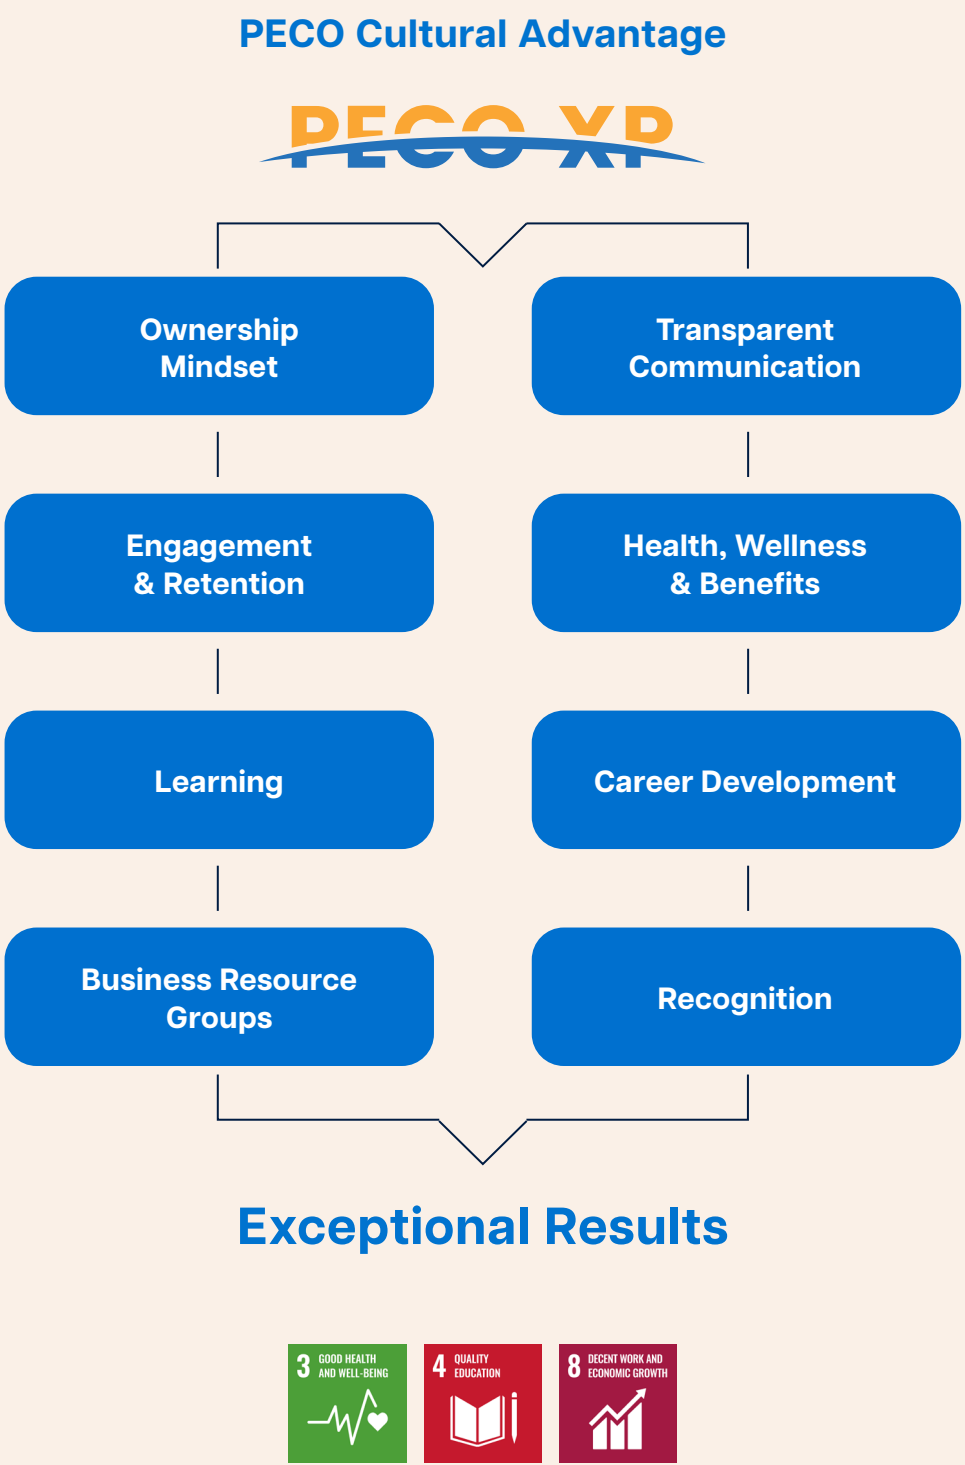 PECO Cultural Advantage
PECO XP
Ownership
Mindset
Transparent
Communication
Engagement
& Retention
Health, Wellness
& Benefits
Learning
Career Development
Business Resource
Groups
Recognition
Exceptional Results
3 GOOD HEALTH
AND WELL-BEING
4 QUALITY
EDUCATION
8 DECENT WORK AND
ECONOMIC GROWTH